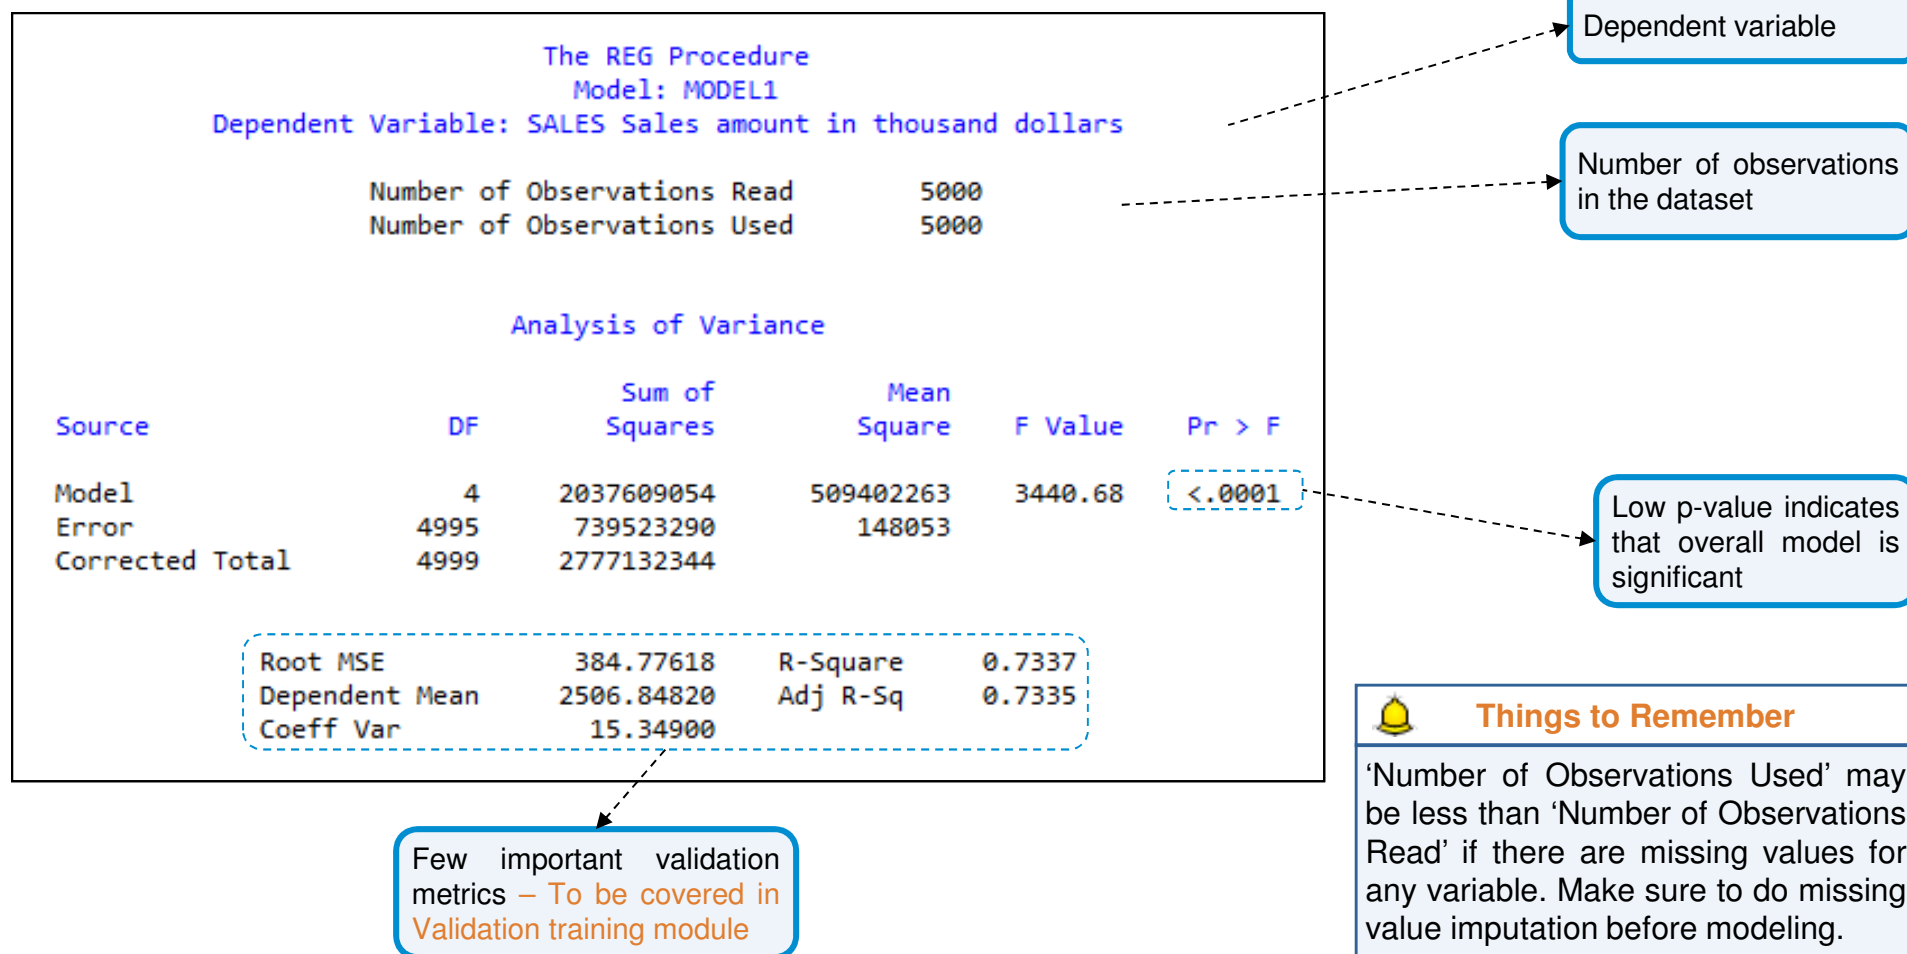 The REG Procedure
Model: MODEL1
Dependent Variable: SALES Sales amount in thousand dollars
Number of Observations Read 5000
Number of Observations Used 5000
Analysis of Variance
Sum of Mean
Source DF Squares Square F Value Pr > F
Model 4 2037609054 509402263 3440.68 <.0001
Error 4995 739523290 148053
Corrected Total 4999 2777132344
Root MSE 384.77618 R-Square 0.7337
Dependent Mean 2506.84820 Adj R-Sq 0.7335
Coeff Var 15.34900
Dependent variable
Number of observations
in the dataset
Low p-value indicates
that overall model is
significant
Few important validation
metrics – To be covered in
Validation training module
Things to Remember
‘Number of Observations Used’ may
be less than ‘Number of Observations
Read’ if there are missing values for
any variable. Make sure to do missing
value imputation before modeling.